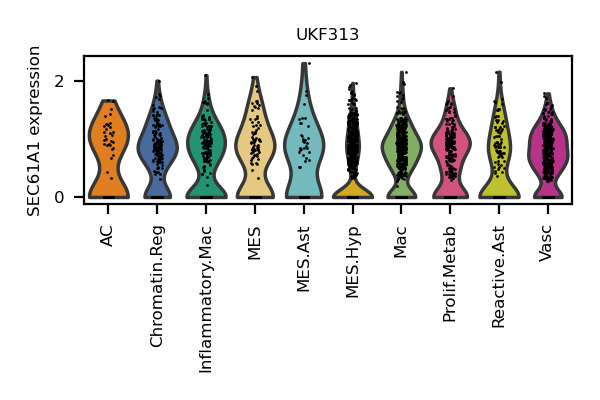 UKF313
SEC61A1 expression
2
0
AC
Chromatin.Reg
Inflammatory.Mac
MES
MES.Ast
MES.Hyp
Mac
Prolif.Metab
Reactive.Ast
Vasc